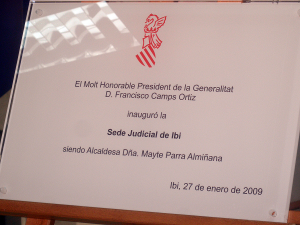 El Molt Honorable President de la Generalitat
D. Francisco Camps Ortiz
inauguró la
Sede Judicial de Ibi
siendo Alcaldesa Dña. Mayte Parra Almiñana
Ibi, 27 de enero de 2009